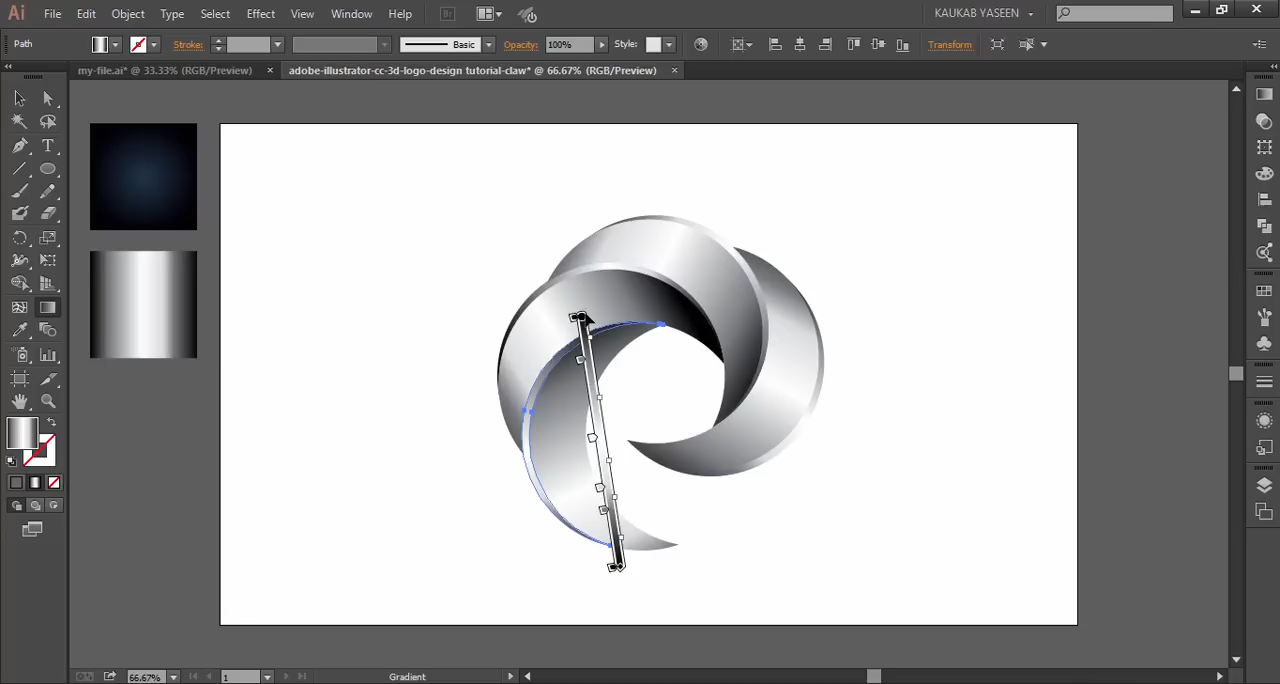 Ai File Edit Object Type Select Effect View Window Help Br KAUKAB YASEEN
Path Stroke: Basic Opacity: 100% Style: Transform
my-file.ai* @ 33.33% (RGB/Preview) × adobe-illustrator-cc-3d-logo-design tutorial-claw* @ 66.67% (RGB/Preview) ×
T
66.67% 1 Gradient